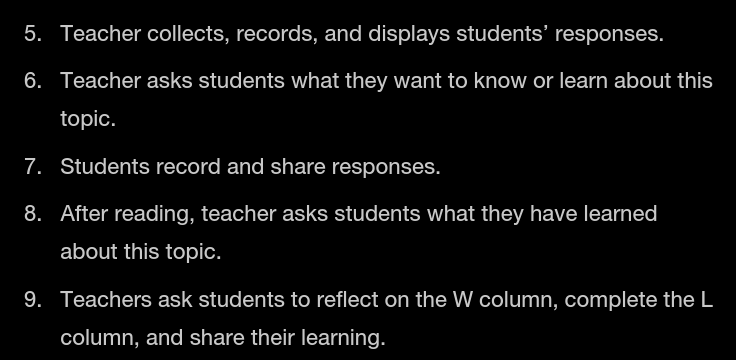 5. Teacher collects, records, and displays students’ responses.
6. Teacher asks students what they want to know or learn about this
topic.
7. Students record and share responses.
8. After reading, teacher asks students what they have learned
about this topic.
9. Teachers ask students to reflect on the W column, complete the L
column, and share their learning.